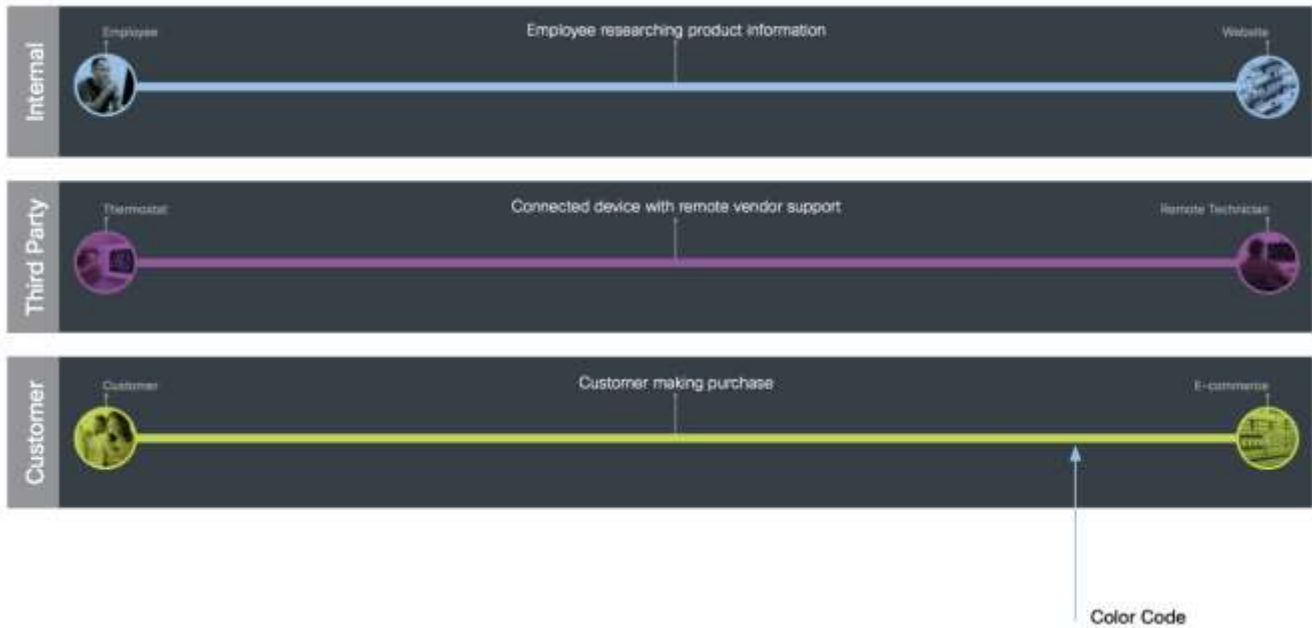 Internal
Employee
Employee researching product information
Website
Third Party
Thermostat
Connected device with remote vendor support
Remote Technician
Customer
Customer
Customer making purchase
E-commerce
Color Code